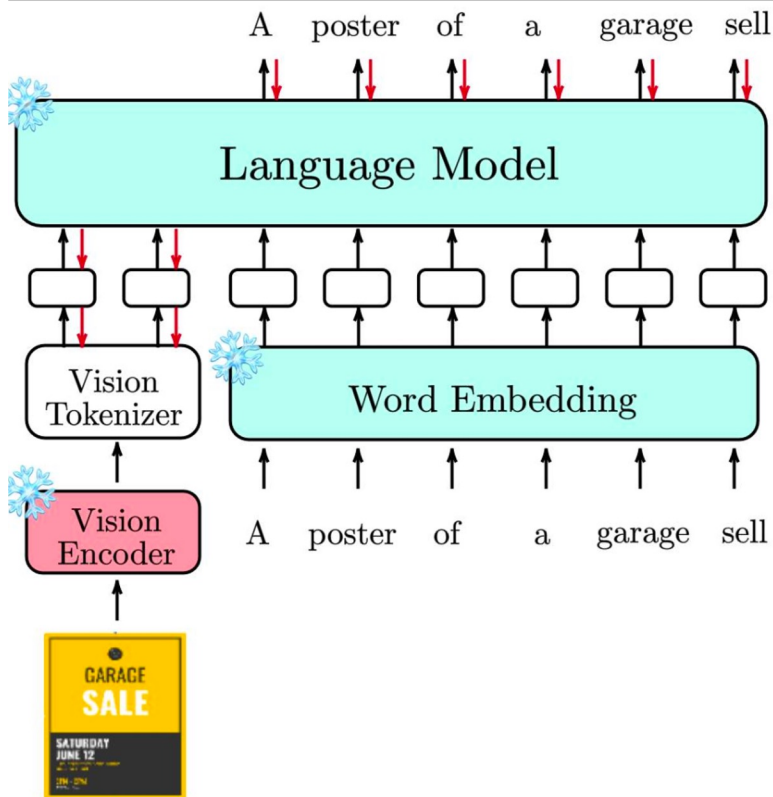 A poster of a garage sell
Language Model
Vision
Tokenizer
Word Embedding
Vision
Encoder
A poster of a garage sell
GARAGE
SALE
SATURDAY
JUNE 12